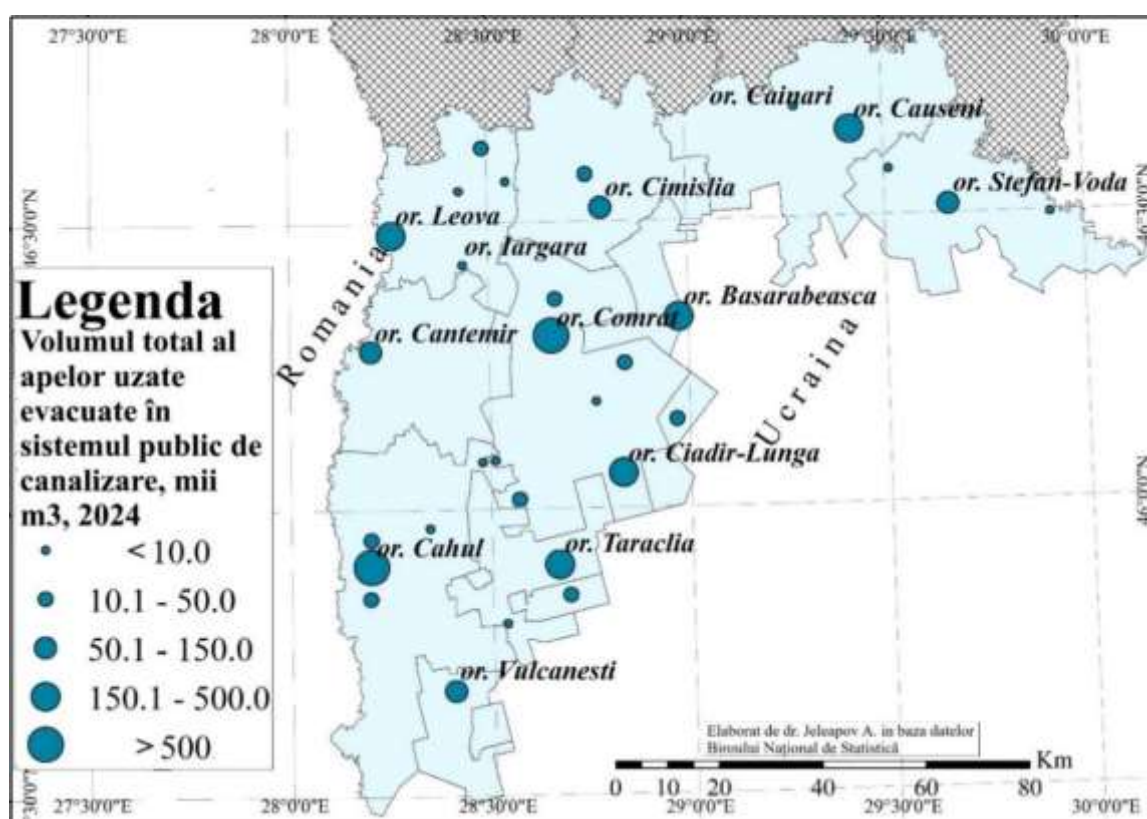 27°30'0"E 28°0'0"E 28°30'0"E 29°0'0"E 29°30'0"E 30°0'0"E
or. Cainari
or. Causeni
or. Cimislia
or. Stefan-Voda
46°30'0"N
or. Leova
or. Iargara
or. Basarabeasca
or. Comrat
or. Cantemir
Romania
Ucraina
or. Ciadir-Lunga
or. Cahul
or. Taraclia
or. Vulcanesti
Legenda
Volumul total al
apelor uzate
evacuate în
sistemul public de
canalizare, mii
m3, 2024
< 10.0
10.1 - 50.0
50.1 - 150.0
150.1 - 500.0
> 500
Elaborat de dr. Jeleapov A. in baza datelor
Biroului Național de Statistică
Km
0 10 20 40 60 80
27°30'0"E 28°0'0"E 28°30'0"E 29°0'0"E 29°30'0"E 30°0'0"E